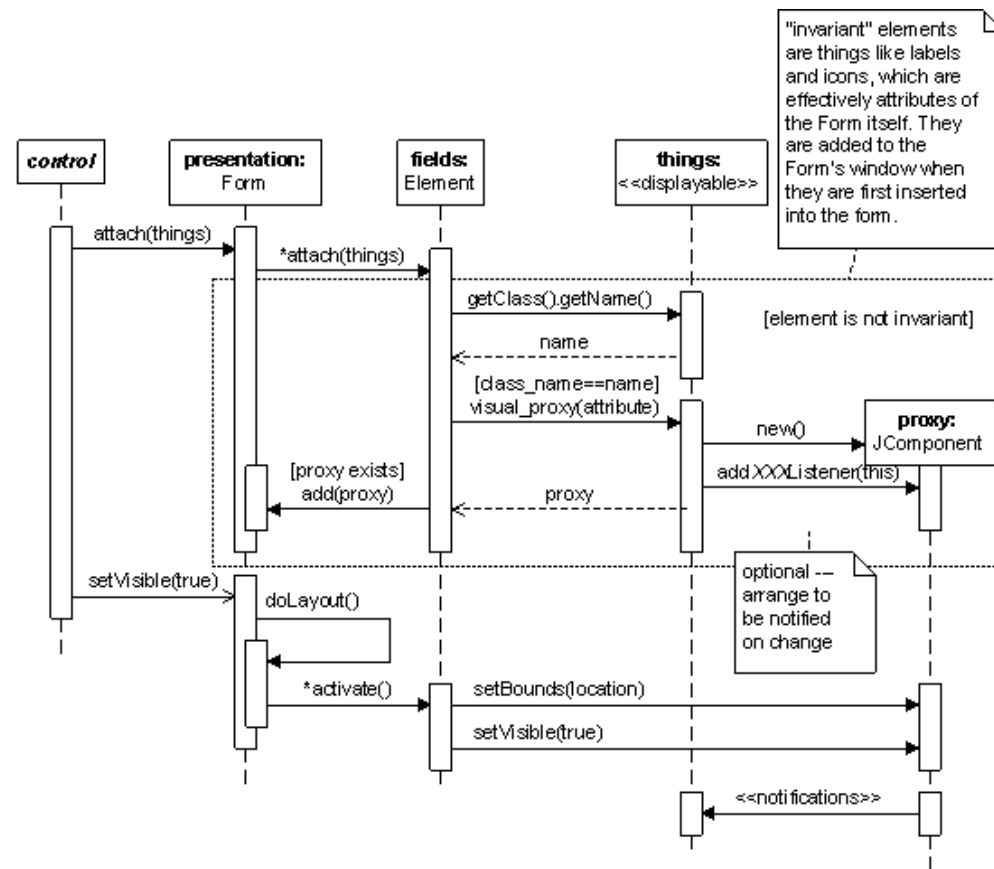 "invariant" elements
are things like labels
and icons, which are
effectively attributes of
the Form itself. They
are added to the
Form's window when
they are first inserted
into the form.
control
presentation:
Form
fields:
Element
things:
<<displayable>>
attach(things)
*attach(things)
getClass().getName()
[element is not invariant]
name
[class_name==name]
visual_proxy(attribute)
new()
proxy:
JComponent
[proxy exists]
add(proxy)
proxy
add XXXListener(this)
optional ---
arrange to
be notified
on change
setVisible(true)
doLayout()
*activate()
setBounds(location)
setVisible(true)
<<notifications>>